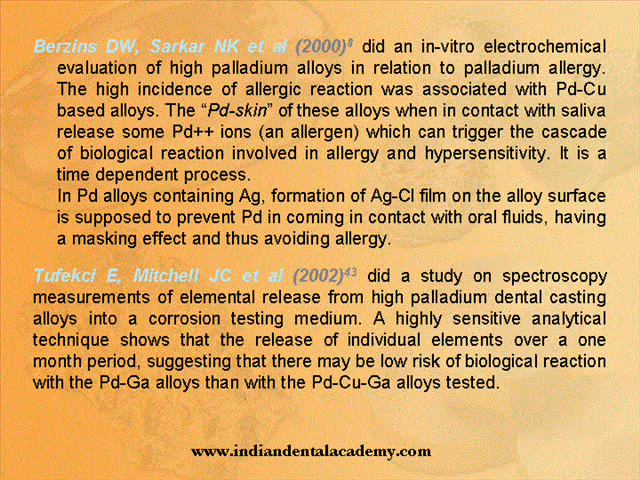 Berzins DW, Sarkar NK et al (2000)8 did an in-vitro electrochemical
evaluation of high palladium alloys in relation to palladium allergy.
The high incidence of allergic reaction was associated with Pd-Cu
based alloys. The “Pd-skin” of these alloys when in contact with saliva
release some Pd++ ions (an allergen) which can trigger the cascade
of biological reaction involved in allergy and hypersensitivity. It is a
time dependent process.
In Pd alloys containing Ag, formation of Ag-Cl film on the alloy surface
is supposed to prevent Pd in coming in contact with oral fluids, having
a masking effect and thus avoiding allergy.
Tufekci E, Mitchell JC et al (2002)43 did a study on spectroscopy
measurements of elemental release from high palladium dental casting
alloys into a corrosion testing medium. A highly sensitive analytical
technique shows that the release of individual elements over a one
month period, suggesting that there may be low risk of biological reaction
with the Pd-Ga alloys than with the Pd-Cu-Ga alloys tested.
www.indiandentalacademy.com